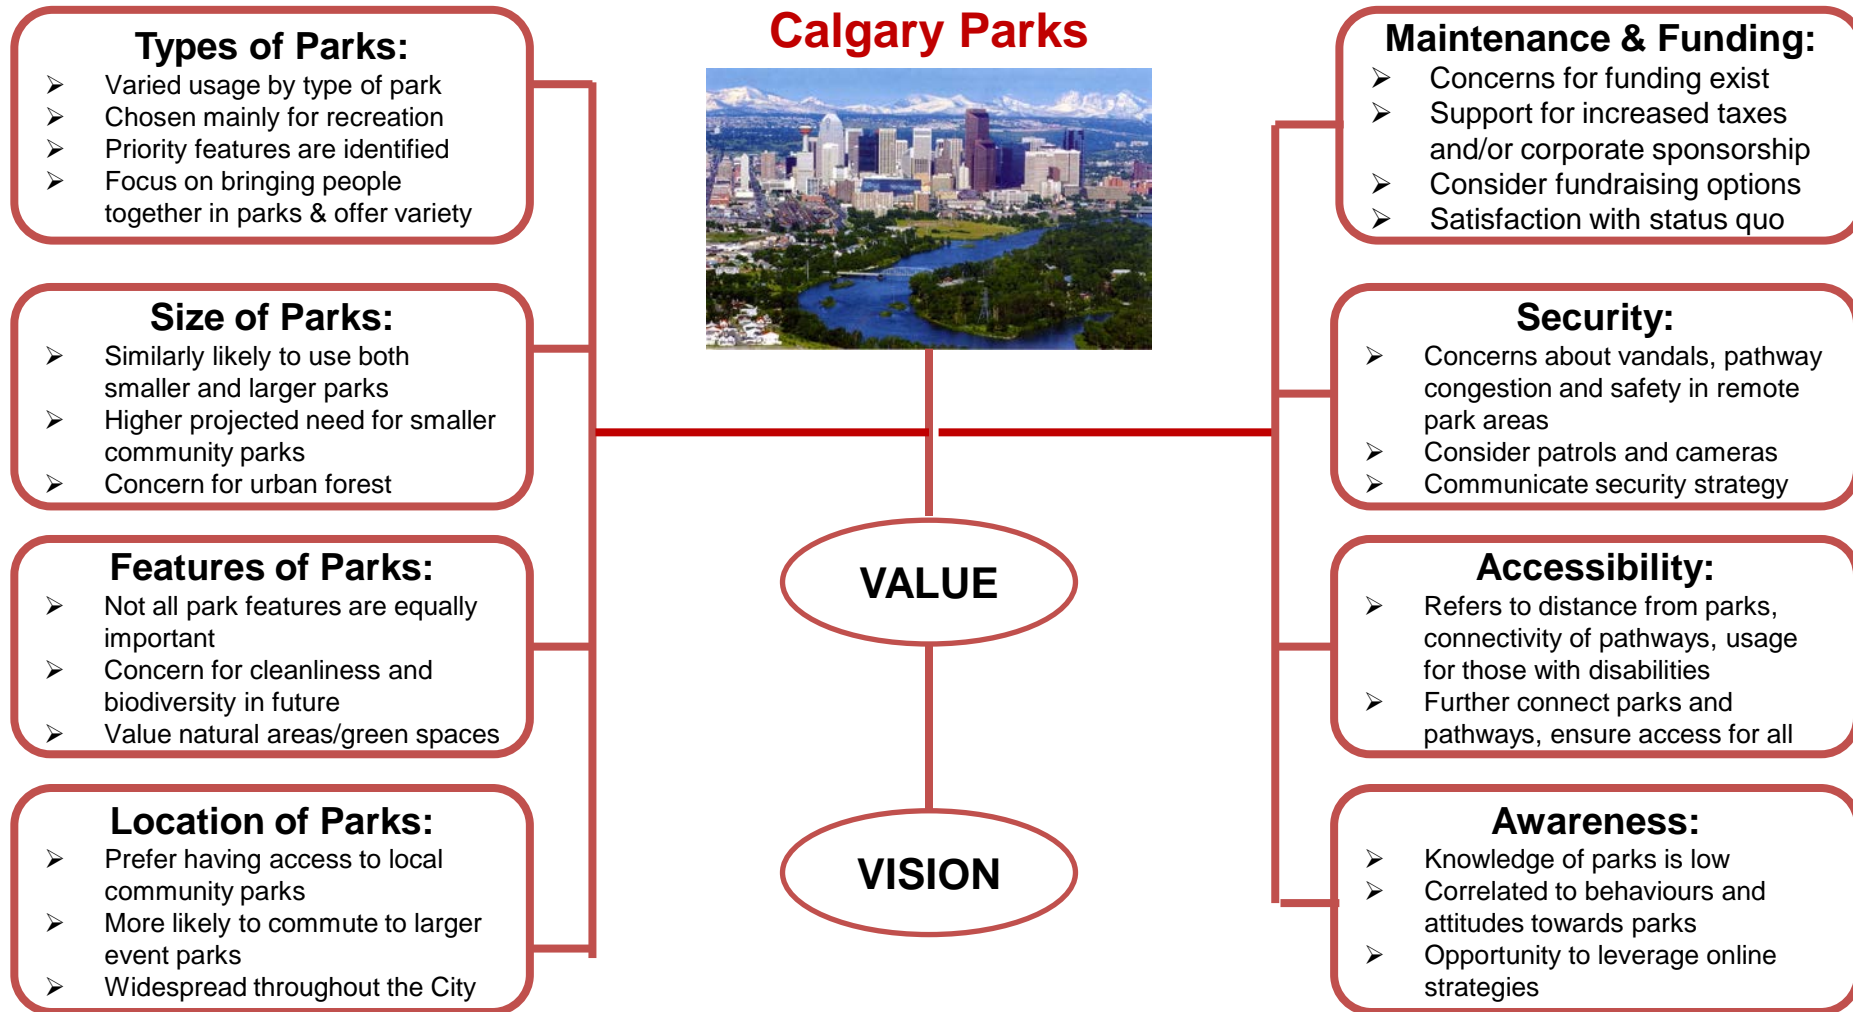 Calgary Parks
Types of Parks:
➢ Varied usage by type of park
➢ Chosen mainly for recreation
➢ Priority features are identified
➢ Focus on bringing people
together in parks & offer variety
Size of Parks:
➢ Similarly likely to use both
smaller and larger parks
➢ Higher projected need for smaller
community parks
➢ Concern for urban forest
Features of Parks:
➢ Not all park features are equally
important
➢ Concern for cleanliness and
biodiversity in future
➢ Value natural areas/green spaces
Location of Parks:
➢ Prefer having access to local
community parks
➢ More likely to commute to larger
event parks
➢ Widespread throughout the City
VALUE
VISION
Maintenance & Funding:
➢ Concerns for funding exist
➢ Support for increased taxes
and/or corporate sponsorship
➢ Consider fundraising options
➢ Satisfaction with status quo
Security:
➢ Concerns about vandals, pathway
congestion and safety in remote
park areas
➢ Consider patrols and cameras
➢ Communicate security strategy
Accessibility:
➢ Refers to distance from parks,
connectivity of pathways, usage
for those with disabilities
➢ Further connect parks and
pathways, ensure access for all
Awareness:
➢ Knowledge of parks is low
➢ Correlated to behaviours and
attitudes towards parks
➢ Opportunity to leverage online
strategies